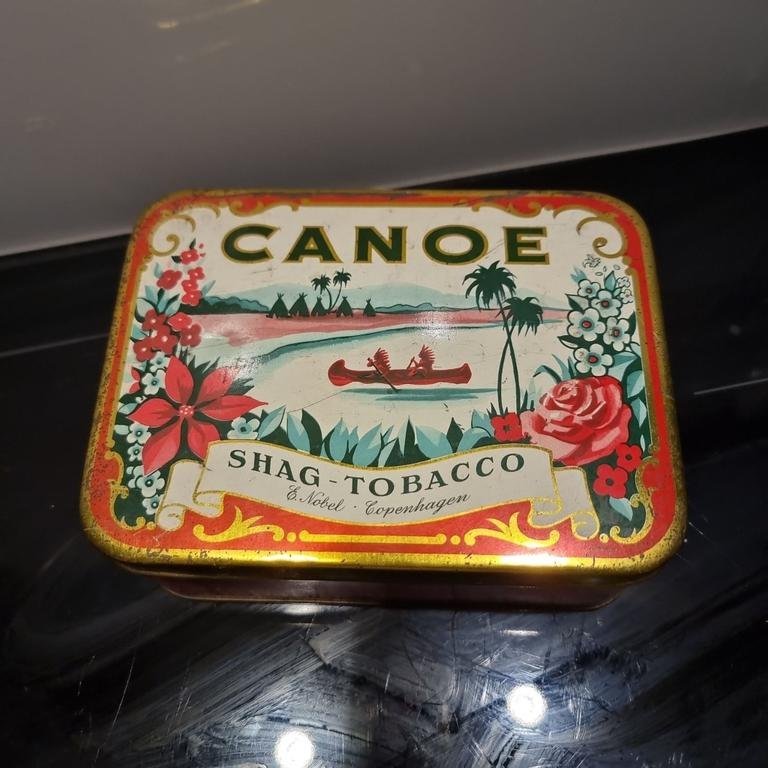 CANOE
SHAG-TOBACCO
E. Nobel · Copenhagen